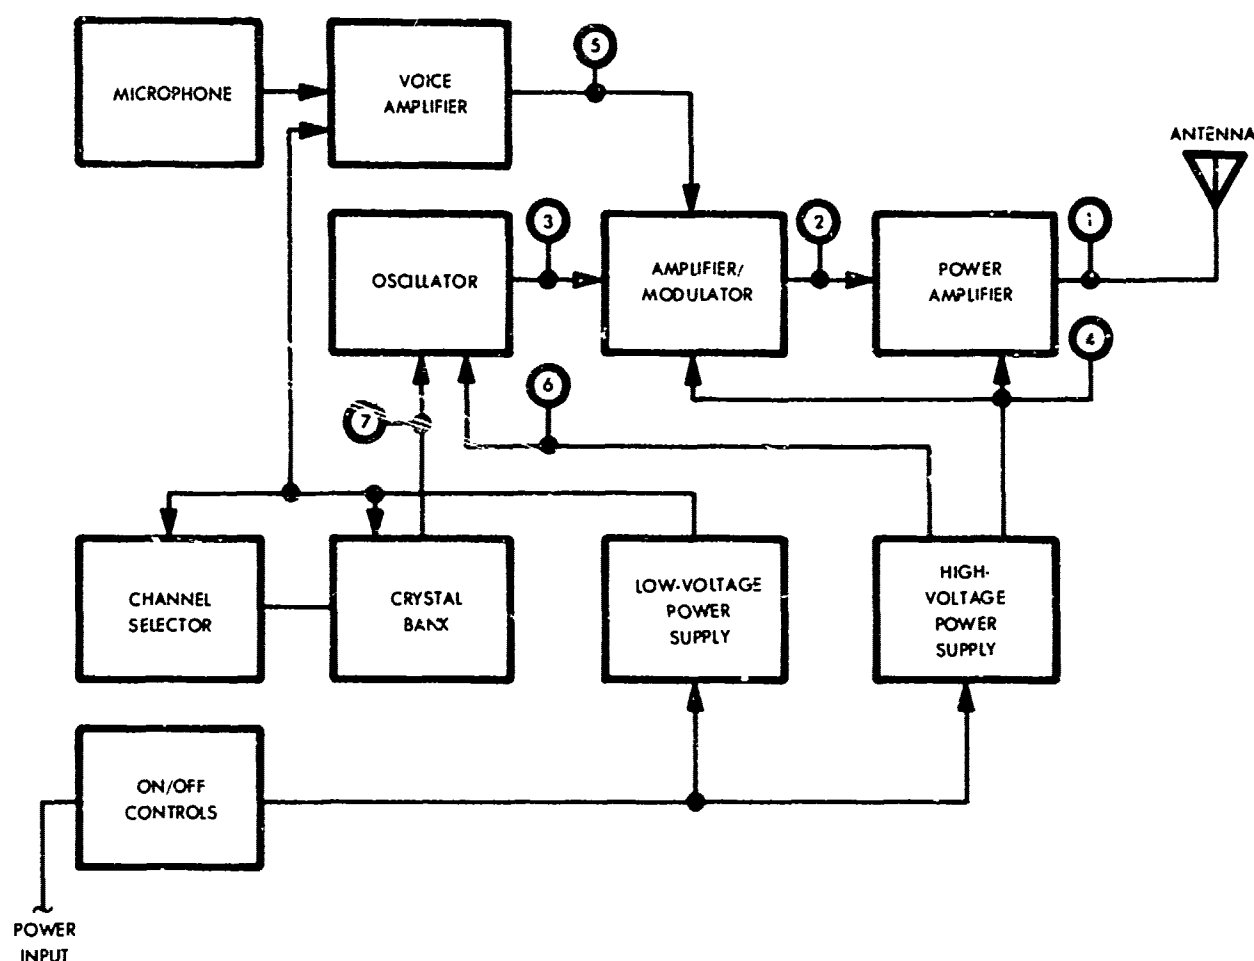 MICROPHONE
VOICE
AMPLIFIER
5
ANTENNA
OSCILLATOR
3
AMPLIFIER/
MODULATOR
2
POWER
AMPLIFIER
1
4
6
7
CHANNEL
SELECTOR
CRYSTAL
BANK
LOW-VOLTAGE
POWER
SUPPLY
HIGH-
VOLTAGE
POWER
SUPPLY
ON/OFF
CONTROLS
POWER
INPUT